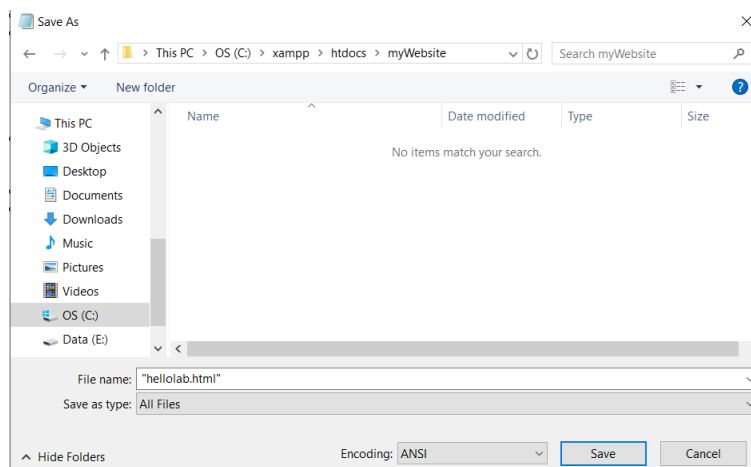 Save As
This PC > OS (C:) > xampp > htdocs > myWebsite
Search myWebsite
Organize
New folder
?
Name
Date modified
Type
Size
No items match your search.
This PC
3D Objects
Desktop
Documents
Downloads
Music
Pictures
Videos
OS (C:)
Data (E:)
File name: "hellolab.html"
Save as type: All Files
Hide Folders
Encoding: ANSI
Save
Cancel